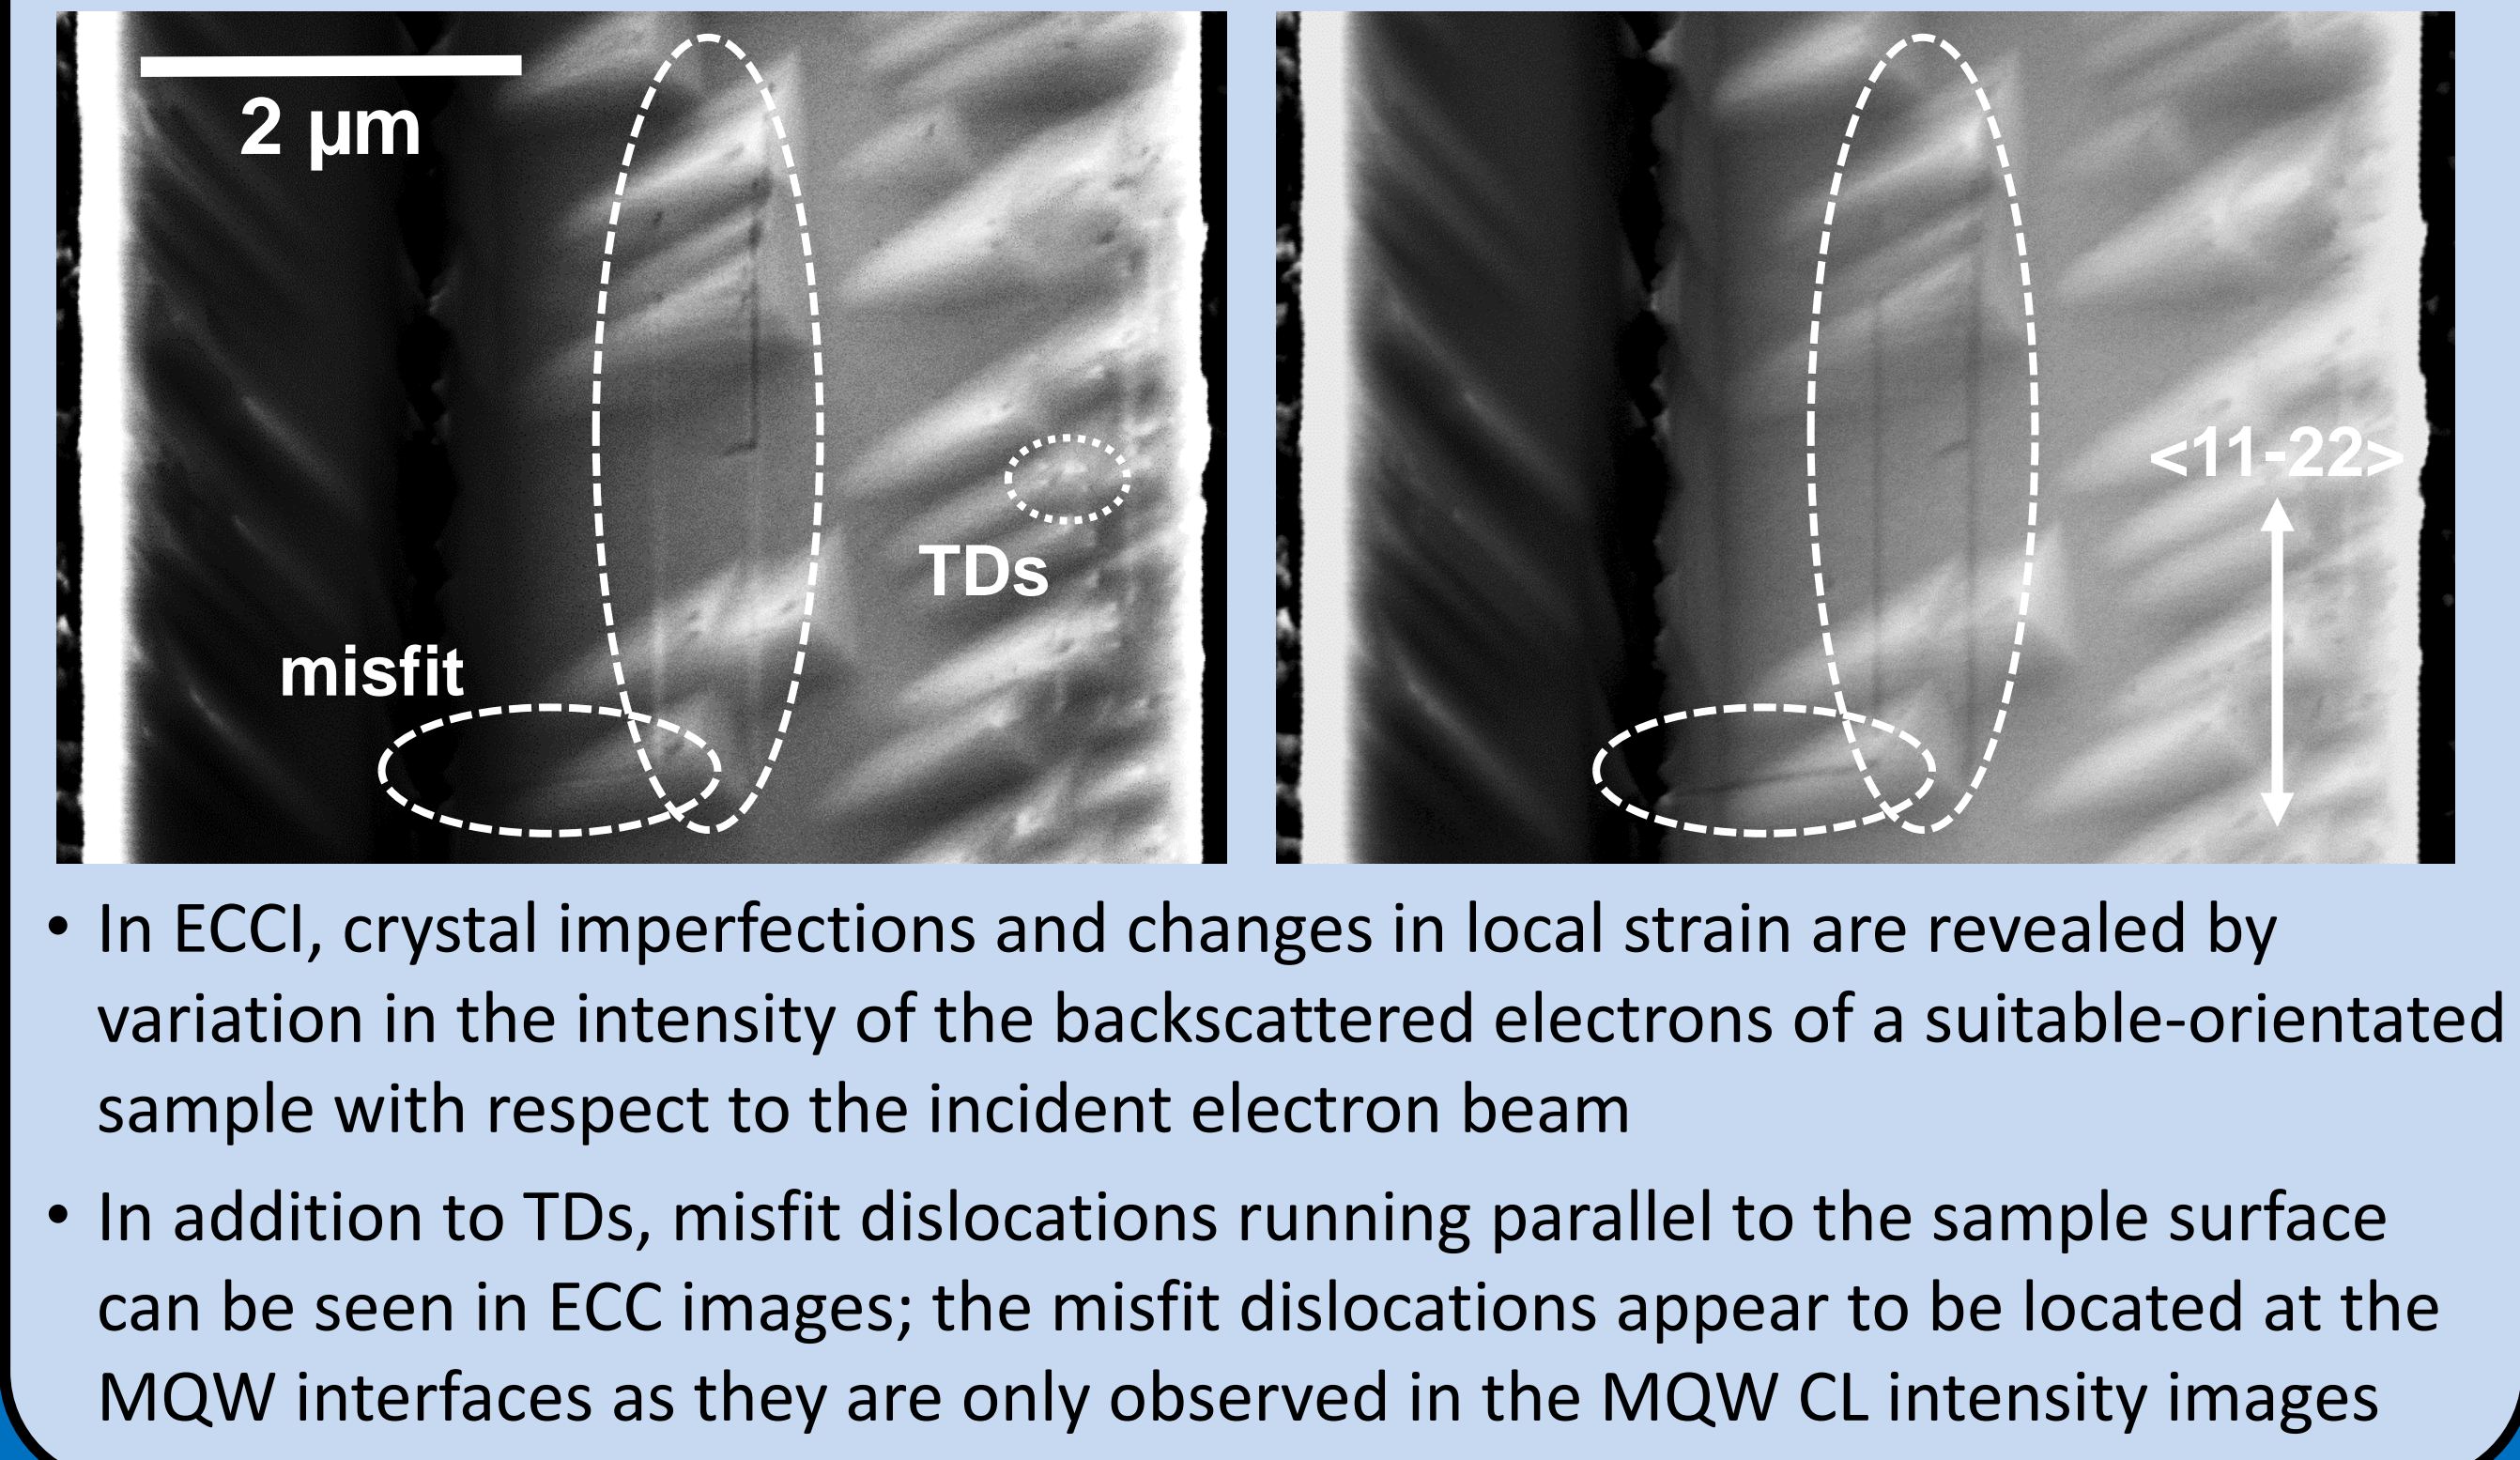 2 µm
<11-22>
TDs
misfit
• In ECCI, crystal imperfections and changes in local strain are revealed by
variation in the intensity of the backscattered electrons of a suitable-orientated
sample with respect to the incident electron beam
• In addition to TDs, misfit dislocations running parallel to the sample surface
can be seen in ECC images; the misfit dislocations appear to be located at the
MQW interfaces as they are only observed in the MQW CL intensity images